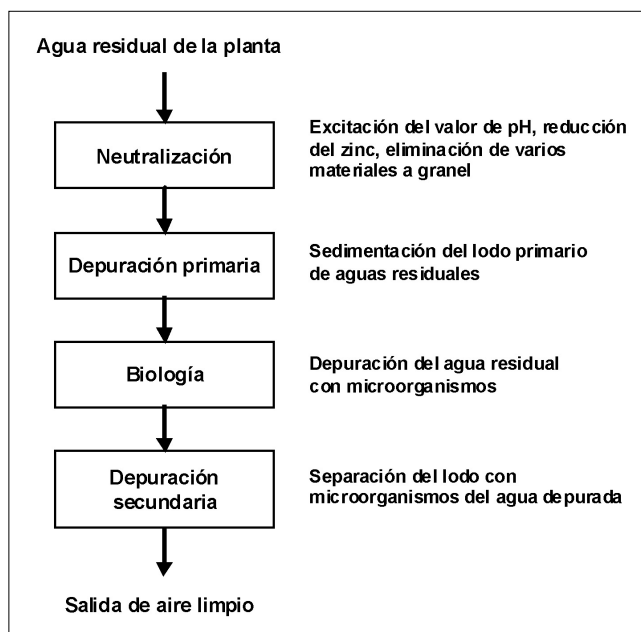 Agua residual de la planta
Neutralización
Excitación del valor de pH, reducción
del zinc, eliminación de varios
materiales a granel
Depuración primaria
Sedimentación del lodo primario
de aguas residuales
Biología
Depuración del agua residual
con microorganismos
Depuración
secundaria
Separación del lodo con
microorganismos del agua depurada
Salida de aire limpio